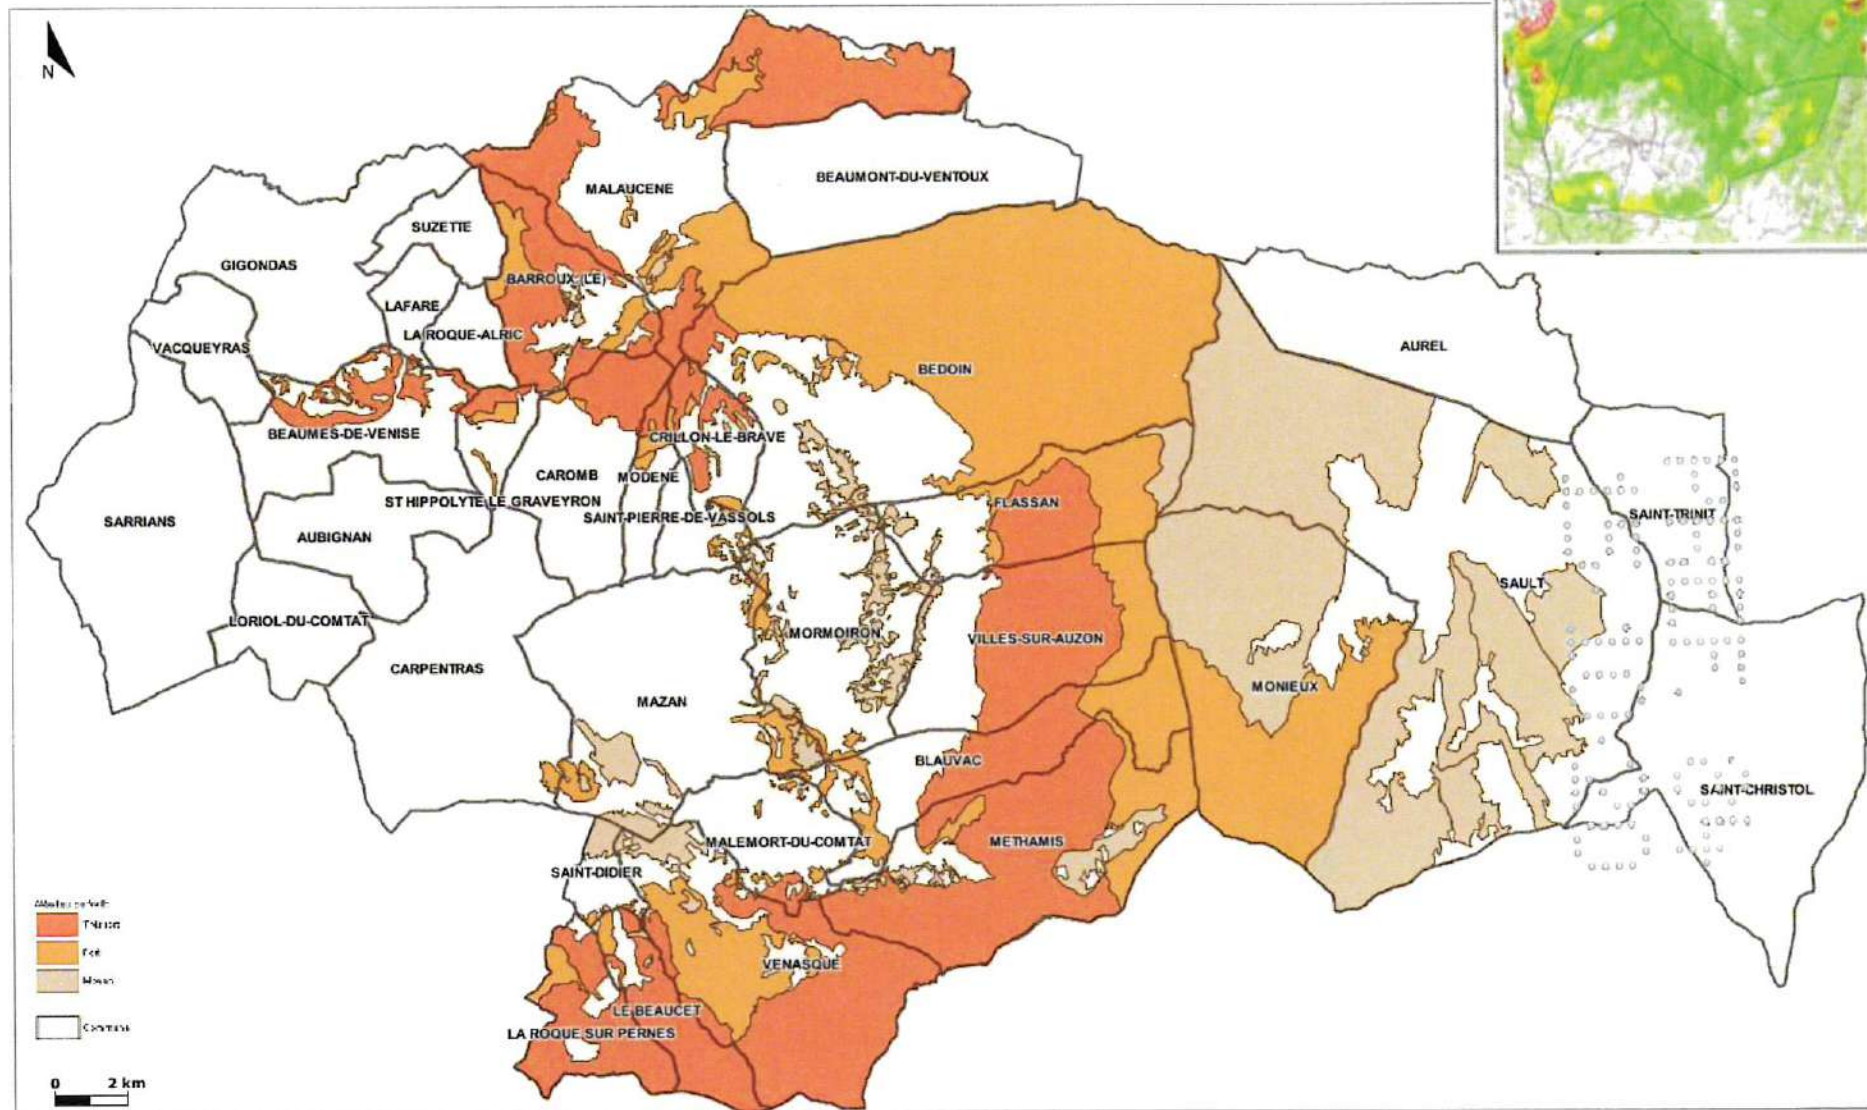 N
MALAUCENE
BEAUMONT-DU-VENTOUX
SUZETTE
GIGONDAS
BARROUX (LE)
LAFARE
LA ROQUE-ALRIC
VACQUEYRAS
AUREL
BEDOIN
BEAUMES-DE-VENISE
CRILLON-LE-BRAVE
CAROMB
MODENE
ST HIPPOLYTE LE GRAVEYRON
FLASSAN
SARRIANS
SAINT-PIERRE-DE-VASSOLS
SAINT-TRINIT
AUBIGNAN
SAULT
LORIOL-DU-COMTAT
MORMOIRON
VILLES-SUR-AUZON
CARPENTRAS
MONIEUX
MAZAN
BLAUVAC
SAINT-CHRISTOL
MALEMORT-DU-COMTAT
METHAMIS
SAINT-DIDIER
VENASQUE
LE BEAUCET
LA ROQUE SUR PERNES
Fort
Moyen
Commune
0 2 km